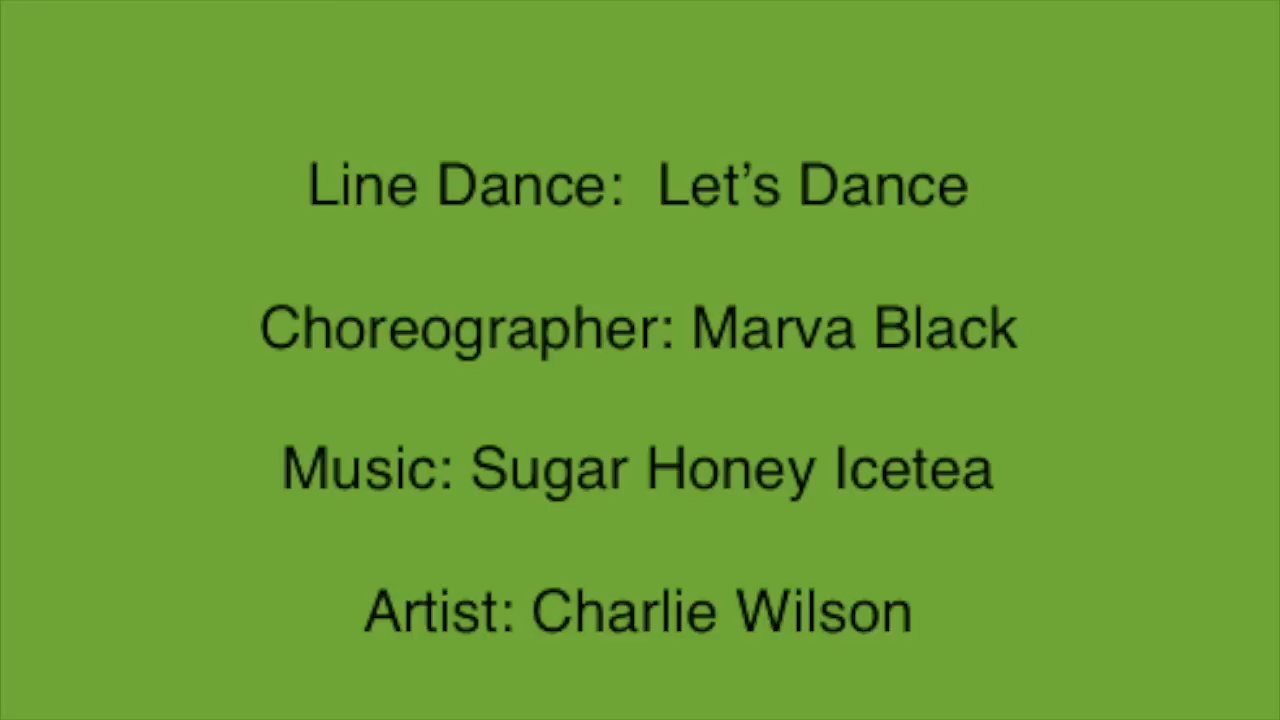 Line Dance:  Let’s Dance
Choreographer: Marva Black
Music: Sugar Honey Icetea
Artist: Charlie Wilson